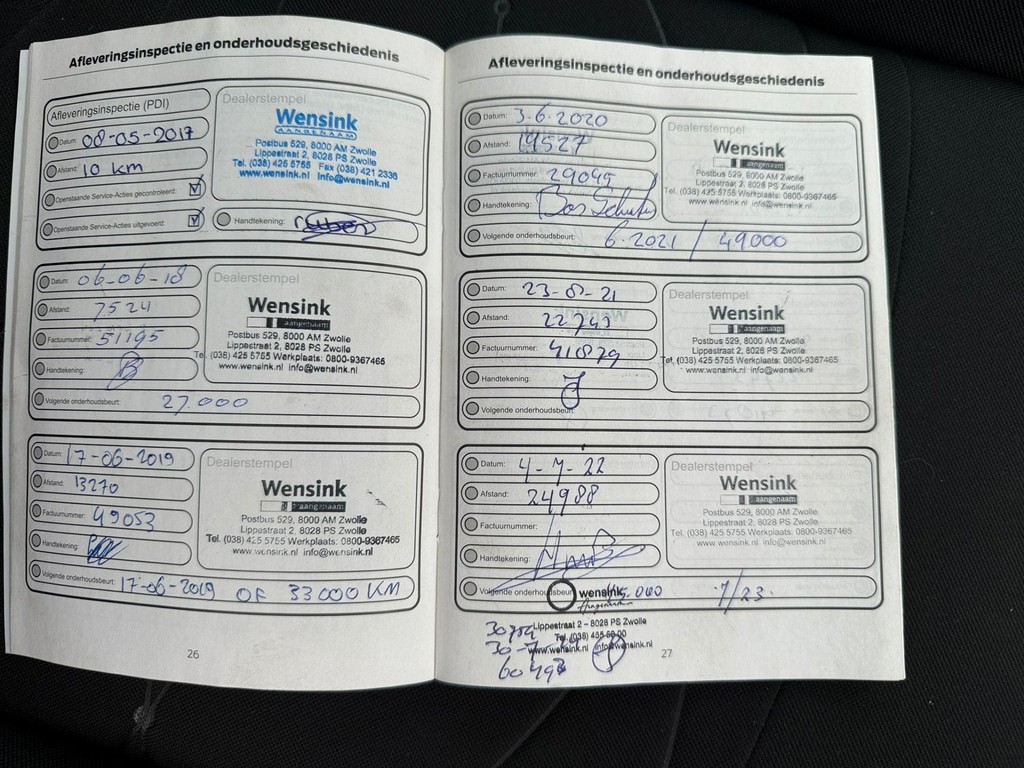 Afleveringsinspectie en onderhoudsgeschiedenis
Afleveringsinspectie (PDI)
Datum: 08-05-2017
Afstand: 10 km
Openstaande Service-Acties gecontroleerd:
Openstaande Service-Acties uitgevoerd:
Dealerstempel
Wensink
AANGENAAM
Postbus 529, 8000 AM Zwolle
Lippestraat 2, 8028 PS Zwolle
Tel. (038) 425 5755 Fax (038) 421 2336
www.wensink.nl info@wensink.nl
Handtekening:
Datum: 06-06-18
Afstand: 7524
Factuurnummer: 51195
Handtekening:
Volgende onderhoudsbeurt: 27.000
Dealerstempel
Wensink
aangenaam
Postbus 529, 8000 AM Zwolle
Lippestraat 2, 8028 PS Zwolle
Tel. (038) 425 5755 Werkplaats: 0800-9367465
www.wensink.nl info@wensink.nl
Datum: 17-06-2019
Afstand: 13270
Factuurnummer: 49053
Handtekening:
Volgende onderhoudsbeurt: 17-06-2019 OF 33000 KM
Dealerstempel
Wensink
aangenaam
Postbus 529, 8000 AM Zwolle
Lippestraat 2, 8028 PS Zwolle
Tel. (038) 425 5755 Werkplaats: 0800-9367465
www.wensink.nl info@wensink.nl
26
Afleveringsinspectie en onderhoudsgeschiedenis
Datum: 3.6.2020
Afstand: 19527
Factuurnummer: 29045
Handtekening:
Volgende onderhoudsbeurt: 6.2021 / 49000
Dealerstempel
Wensink
aangenaam
Postbus 529, 8000 AM Zwolle
Lippestraat 2, 8028 PS Zwolle
Tel. (038) 425 5755 Werkplaats: 0800-9367465
www.wensink.nl info@wensink.nl
Datum: 23-8-21
Afstand: 22743
Factuurnummer: 41879
Handtekening:
Volgende onderhoudsbeurt:
Dealerstempel
Wensink
aangenaam
Postbus 529, 8000 AM Zwolle
Lippestraat 2, 8028 PS Zwolle
Tel. (038) 425 5755 Werkplaats: 0800-9367465
www.wensink.nl info@wensink.nl
Datum: 4-7-22
Afstand: 24988
Factuurnummer:
Handtekening:
Volgende onderhoudsbeurt: 7/23
Dealerstempel
Wensink
aangenaam
Postbus 529, 8000 AM Zwolle
Lippestraat 2, 8028 PS Zwolle
Tel. (038) 425 5755 Werkplaats: 0800-9367465
www.wensink.nl info@wensink.nl
wensink
Lippestraat 2 - 8028 PS Zwolle
www.wensink.nl info@wensink.nl
27